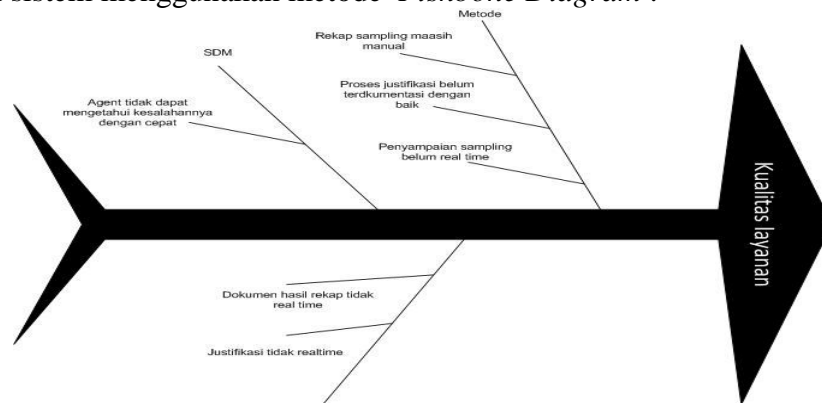 sistem menggunakan metode "Fishbone Diagram".
Metode
Rekap sampling maasih
manual
SDM
Proses justifikasi belum
terdkumentasi dengan
baik
Agent tidak dapat
mengetahui kesalahannya
dengan cepat
Penyampaian sampling
belum real time
Kualitas layanan
Dokumen hasil rekap tidak
real time
Justifikasi tidak realtime